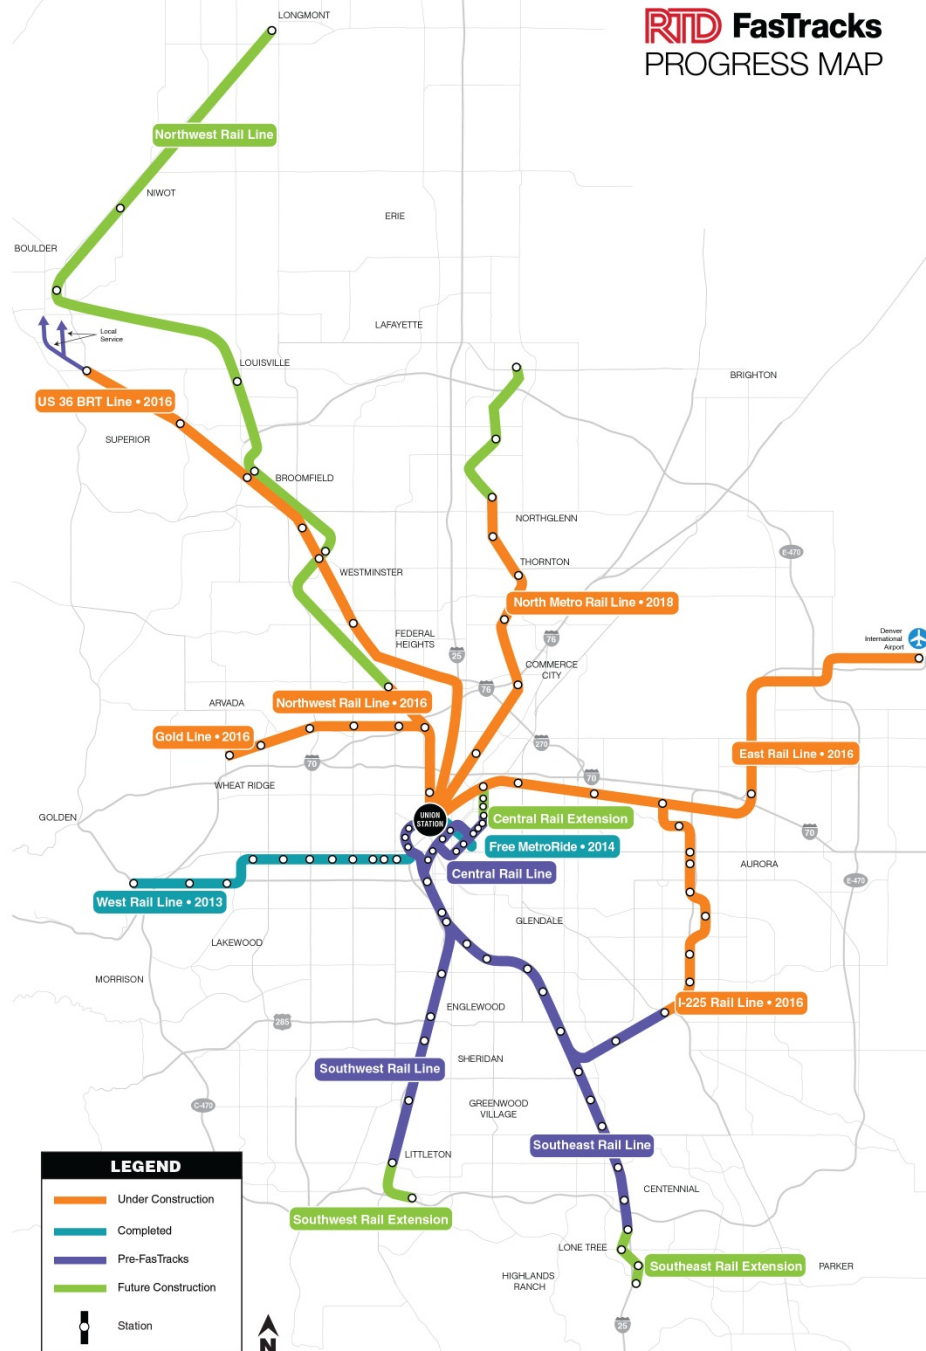 LONGMONT
RTD FasTracks
PROGRESS MAP
Northwest Rail Line
NIWOT
ERIE
BOULDER
LAFAYETTE
Local
Service
LOUISVILLE
BRIGHTON
US 36 BRT Line • 2016
SUPERIOR
BROOMFIELD
NORTHGLENN
E-470
THORNTON
WESTMINSTER
North Metro Rail Line • 2018
Denver
International
Airport
FEDERAL
HEIGHTS
76
25
COMMERCE
CITY
76
ARVADA
Northwest Rail Line • 2016
Gold Line • 2016
270
East Rail Line • 2016
70
70
WHEAT RIDGE
GOLDEN
UNION
STATION
Central Rail Extension
70
Free MetroRide • 2014
AURORA
Central Rail Line
E-470
West Rail Line • 2013
GLENDALE
LAKEWOOD
MORRISON
I-225 Rail Line • 2016
ENGLEWOOD
285
SHERIDAN
Southwest Rail Line
C-470
GREENWOOD
VILLAGE
Southeast Rail Line
LITTLETON
LEGEND
CENTENNIAL
Under Construction
Southwest Rail Extension
Completed
LONE TREE
Pre-FasTracks
Southeast Rail Extension
PARKER
HIGHLANDS
RANCH
Future Construction
Station
25
N